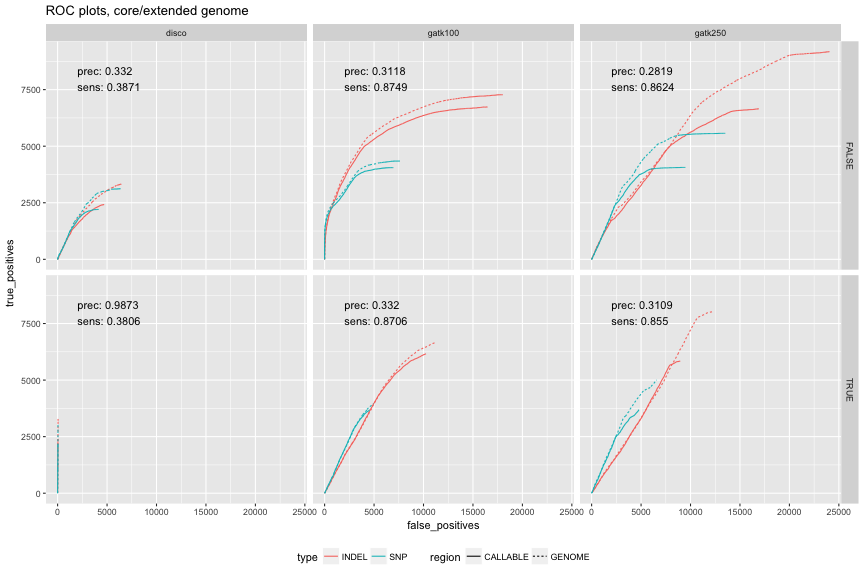 ROC plots, core/extended genome
disco gatk100 gatk250
prec: 0.332
sens: 0.3871
prec: 0.3118
sens: 0.8749
prec: 0.2819
sens: 0.8624
FALSE
7500
5000
2500
0
prec: 0.9873
sens: 0.3806
prec: 0.332
sens: 0.8706
prec: 0.3109
sens: 0.855
TRUE
7500
5000
2500
0
true_positives
0 5000 10000 15000 20000 25000 0 5000 10000 15000 20000 25000 0 5000 10000 15000 20000 25000
false_positives
type INDEL SNP region CALLABLE GENOME